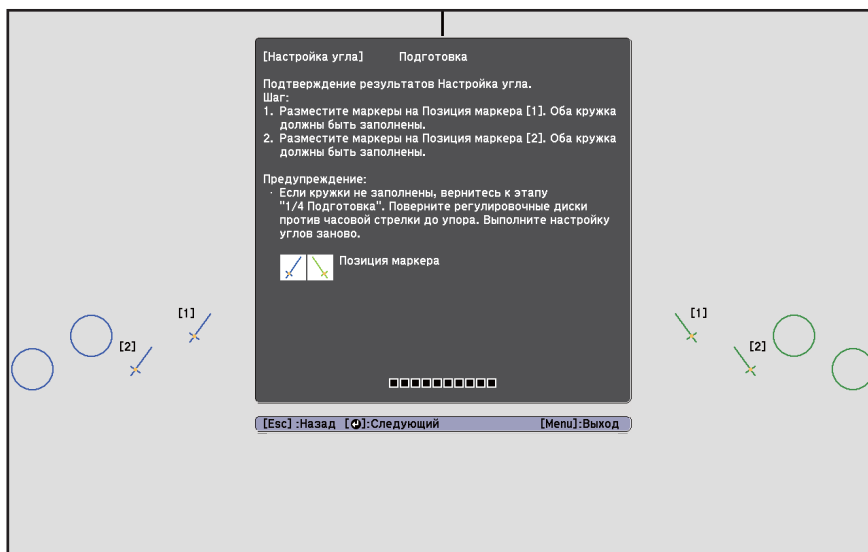 [Настройка угла] Подготовка
Подтверждение результатов Настройка угла.
Шаг:
1. Разместите маркеры на Позиция маркера [1]. Оба кружка
должны быть заполнены.
2. Разместите маркеры на Позиция маркера [2]. Оба кружка
должны быть заполнены.
Предупреждение:
· Если кружки не заполнены, вернитесь к этапу
"1/4 Подготовка". Поверните регулировочные диски
против часовой стрелки до упора. Выполните настройку
углов заново.
Позиция маркера
[1] [1]
[2] [2]
[Esc] :Назад [↵]:Следующий [Menu]:Выход